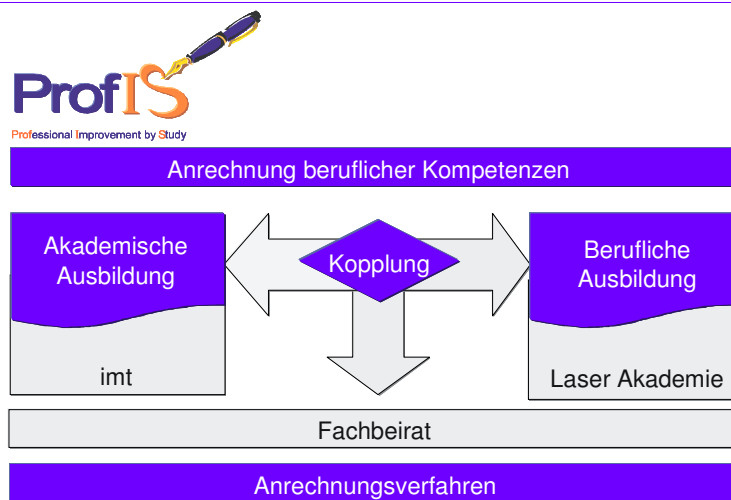 ProfIS
Professional Improvement by Study
Anrechnung beruflicher Kompetenzen
Akademische
Ausbildung
imt
Kopplung
Berufliche
Ausbildung
Laser Akademie
Fachbeirat
Anrechnungsverfahren